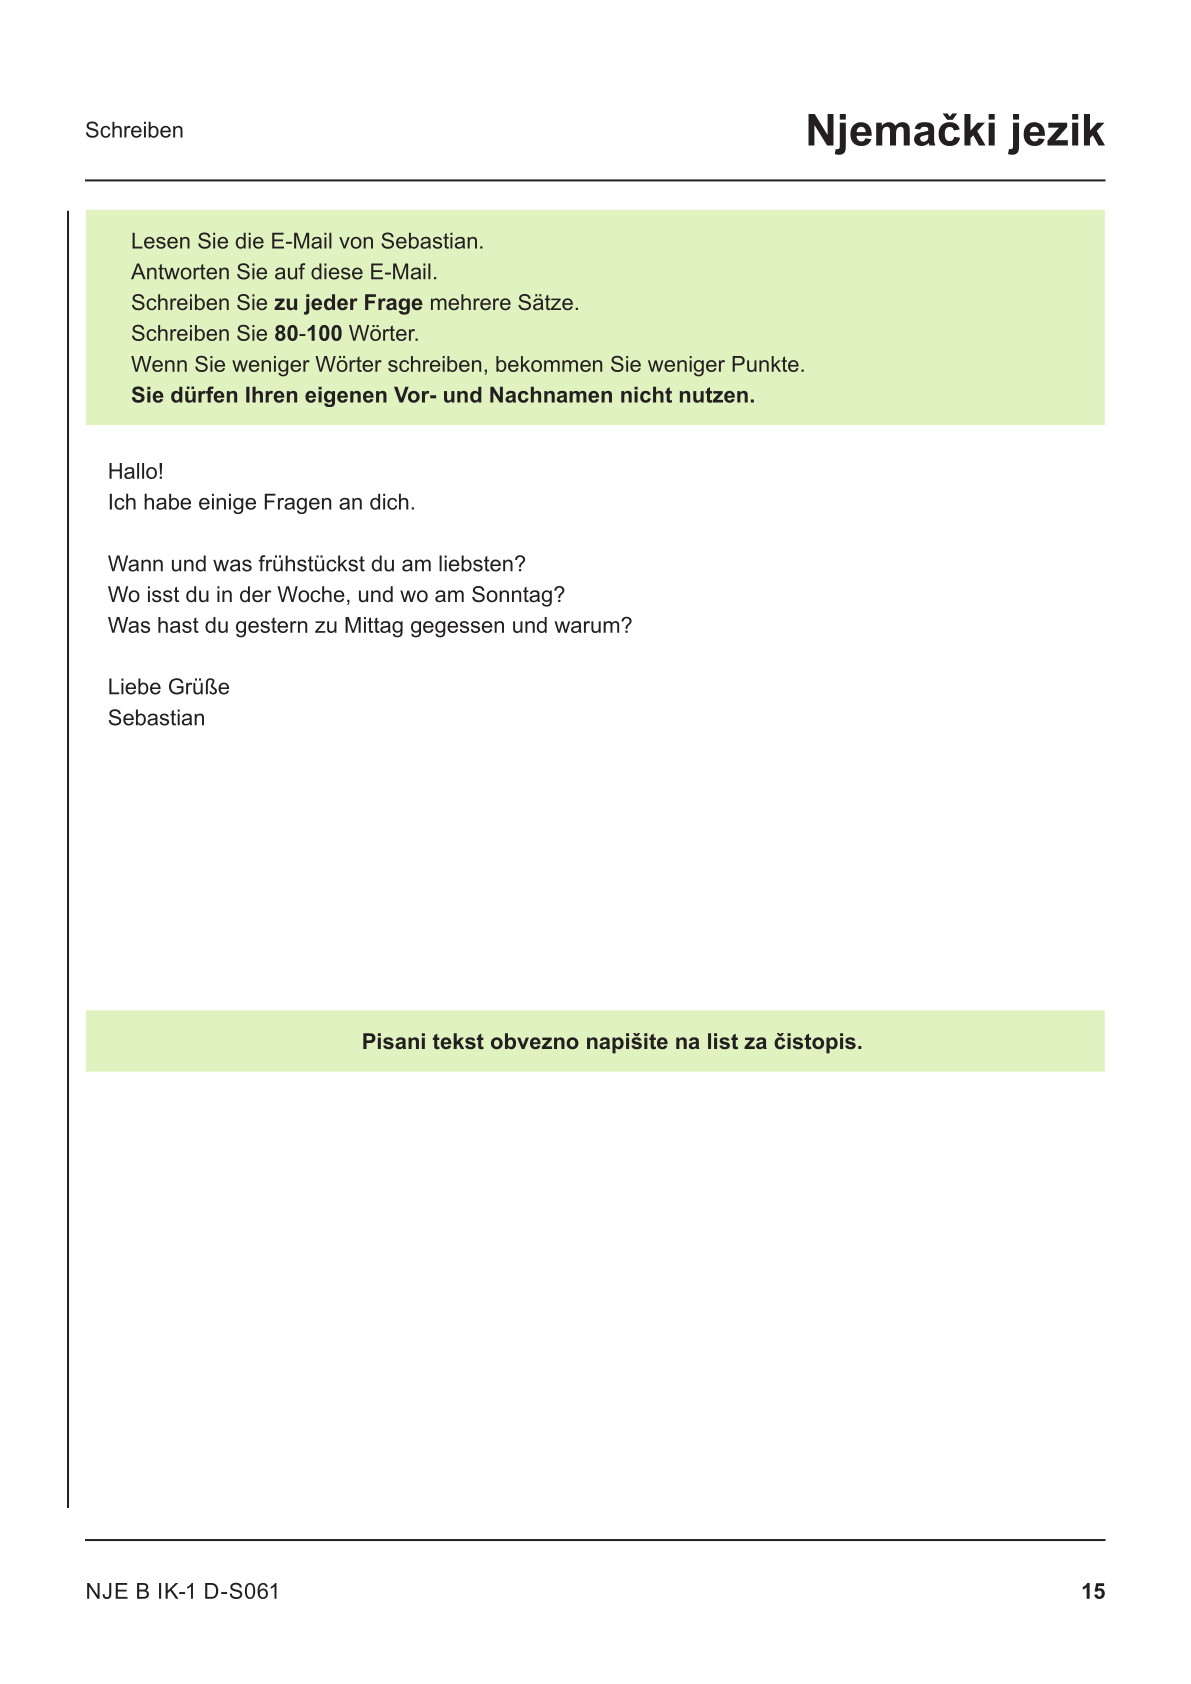 Schreiben
Njemački jezik
Lesen Sie die E-Mail von Sebastian.
Antworten Sie auf diese E-Mail.
Schreiben Sie zu jeder Frage mehrere Sätze.
Schreiben Sie 80-100 Wörter.
Wenn Sie weniger Wörter schreiben, bekommen Sie weniger Punkte.
Sie dürfen Ihren eigenen Vor- und Nachnamen nicht nutzen.
Hallo!
Ich habe einige Fragen an dich.
Wann und was frühstückst du am liebsten?
Wo isst du in der Woche, und wo am Sonntag?
Was hast du gestern zu Mittag gegessen und warum?
Liebe Grüße
Sebastian
Pisani tekst obvezno napišite na list za čistopis.
NJE B IK-1 D-S061
15